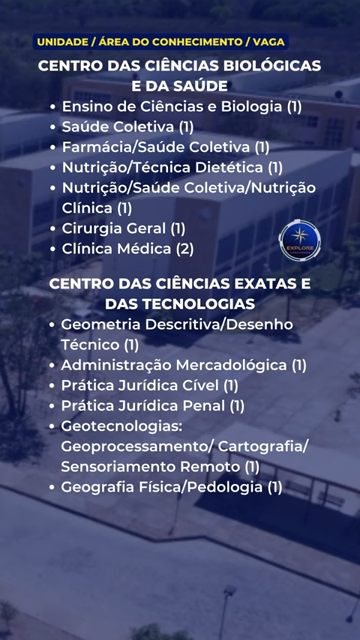 UNIDADE / ÁREA DO CONHECIMENTO / VAGA
CENTRO DAS CIÊNCIAS BIOLÓGICAS
E DA SAÚDE
• Ensino de Ciências e Biologia (1)
• Saúde Coletiva (1)
• Farmácia/Saúde Coletiva (1)
• Nutrição/Técnica Dietética (1)
• Nutrição/Saúde Coletiva/Nutrição
Clínica (1)
• Cirurgia Geral (1)
• Clínica Médica (2)
EXPLORE
CENTRO DAS CIÊNCIAS EXATAS E
DAS TECNOLOGIAS
• Geometria Descritiva/Desenho
Técnico (1)
• Administração Mercadológica (1)
• Prática Jurídica Cível (1)
• Prática Jurídica Penal (1)
• Geotecnologias:
Geoprocessamento/ Cartografia/
Sensoriamento Remoto (1)
• Geografia Física/Pedologia (1)